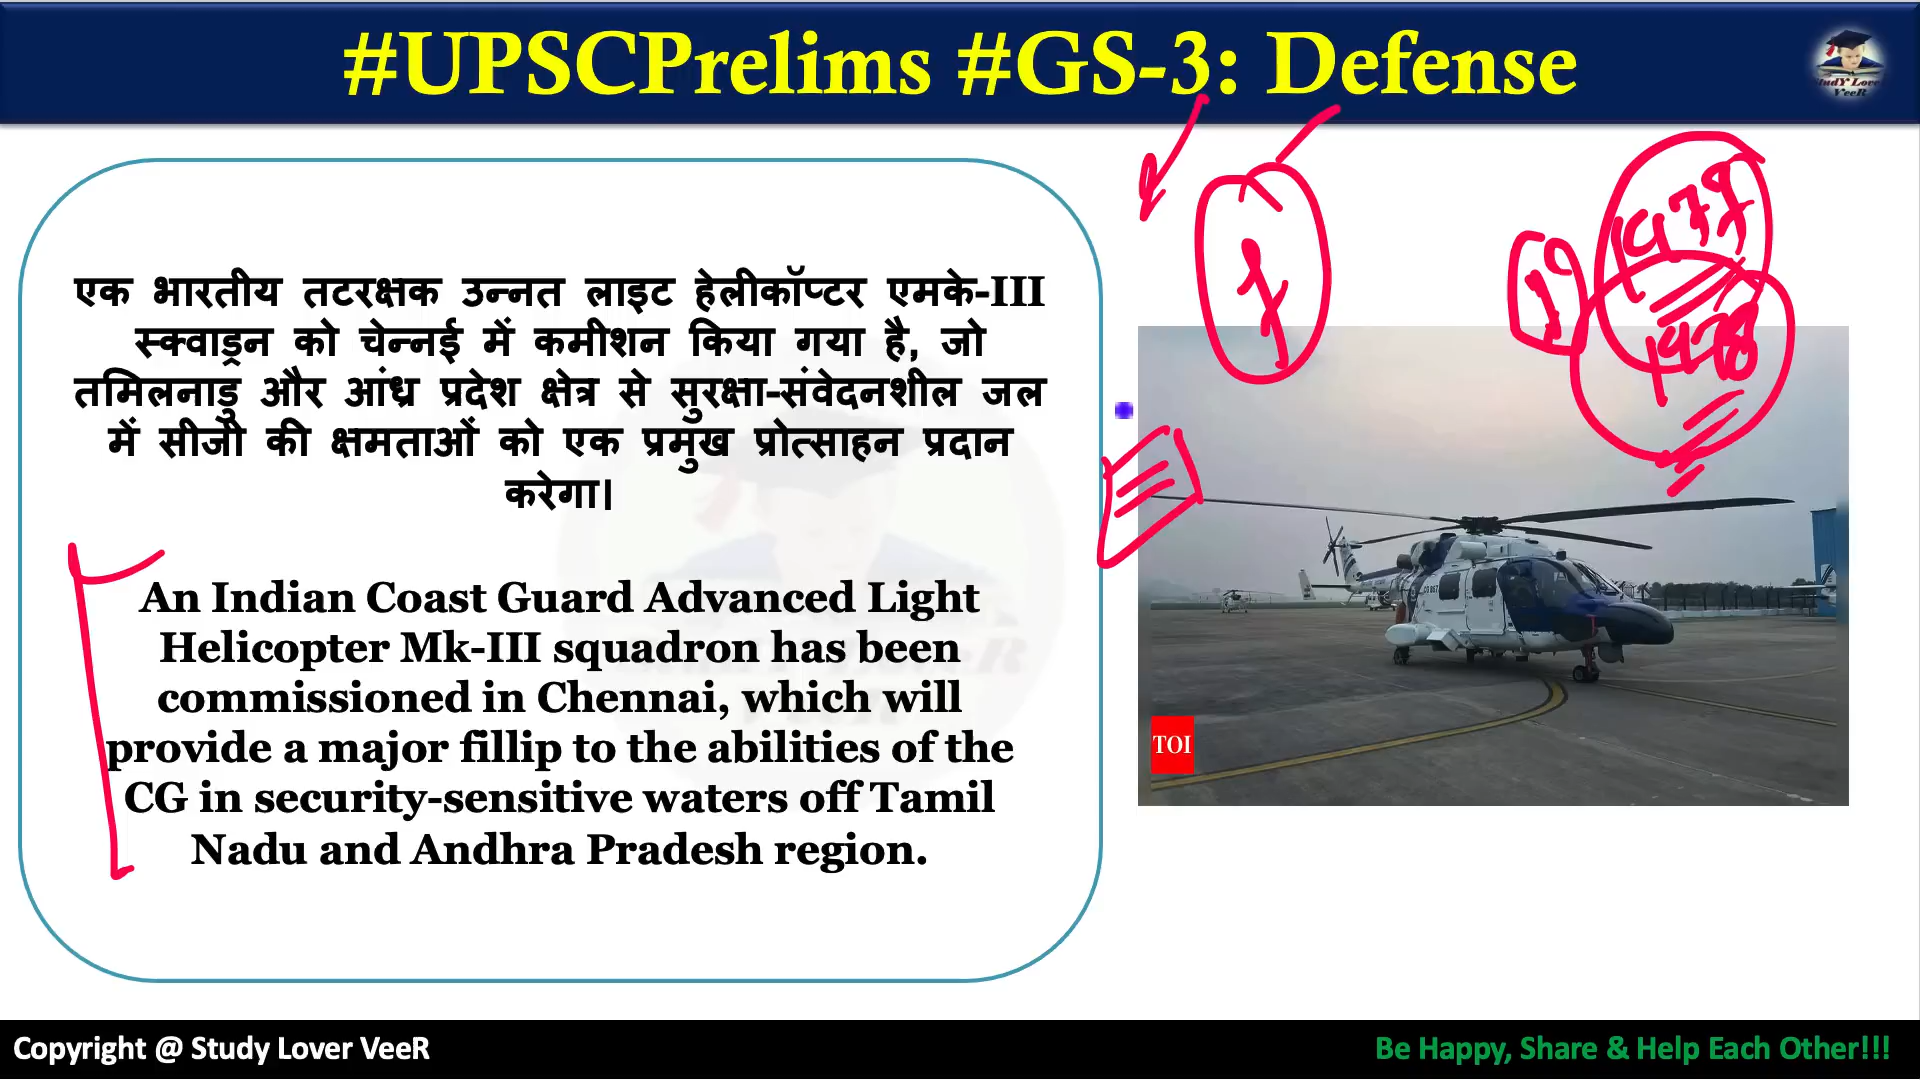 #UPSCPrelims #GS-3: Defense
StudY Lover
VeeR
एक भारतीय तटरक्षक उन्नत लाइट हेलीकॉप्टर एमके-III
स्क्वाड्रन को चेन्नई में कमीशन किया गया है, जो
तमिलनाडु और आंध्र प्रदेश क्षेत्र से सुरक्षा-संवेदनशील जल
में सीजी की क्षमताओं को एक प्रमुख प्रोत्साहन प्रदान
करेगा।
An Indian Coast Guard Advanced Light
Helicopter Mk-III squadron has been
commissioned in Chennai, which will
provide a major fillip to the abilities of the
CG in security-sensitive waters off Tamil
Nadu and Andhra Pradesh region.
1978
TOI
Copyright @ Study Lover VeeR
Be Happy, Share & Help Each Other!!!